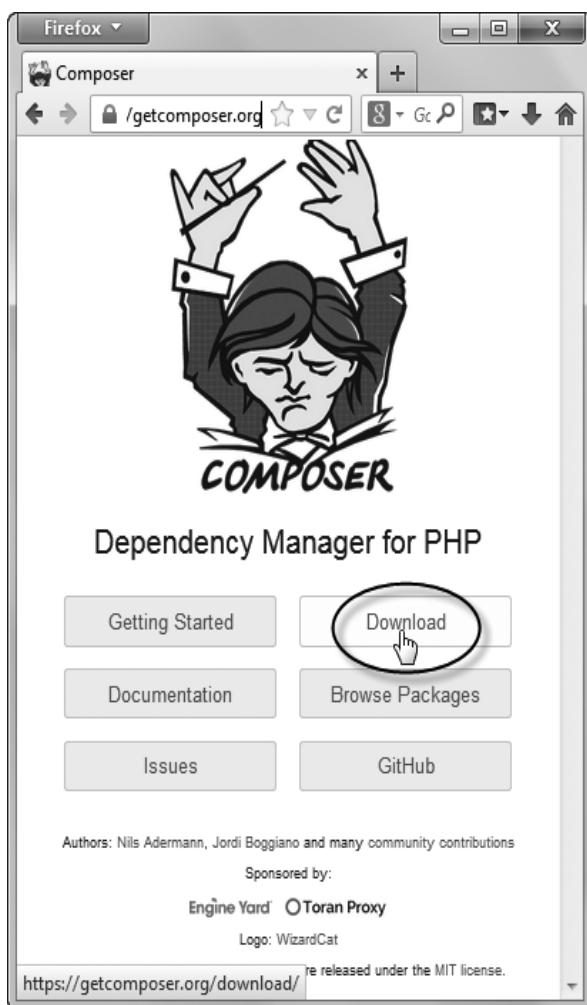 Firefox
X
Composer
/getcomposer.org
8 Gc
COMPOSER
Dependency Manager for PHP
Getting Started Download
Documentation Browse Packages
Issues GitHub
Authors: Nils Adermann, Jordi Boggiano and many community contributions
Sponsored by:
Engine Yard Toran Proxy
Logo: WizardCat
re released under the MIT license.
https://getcomposer.org/download/